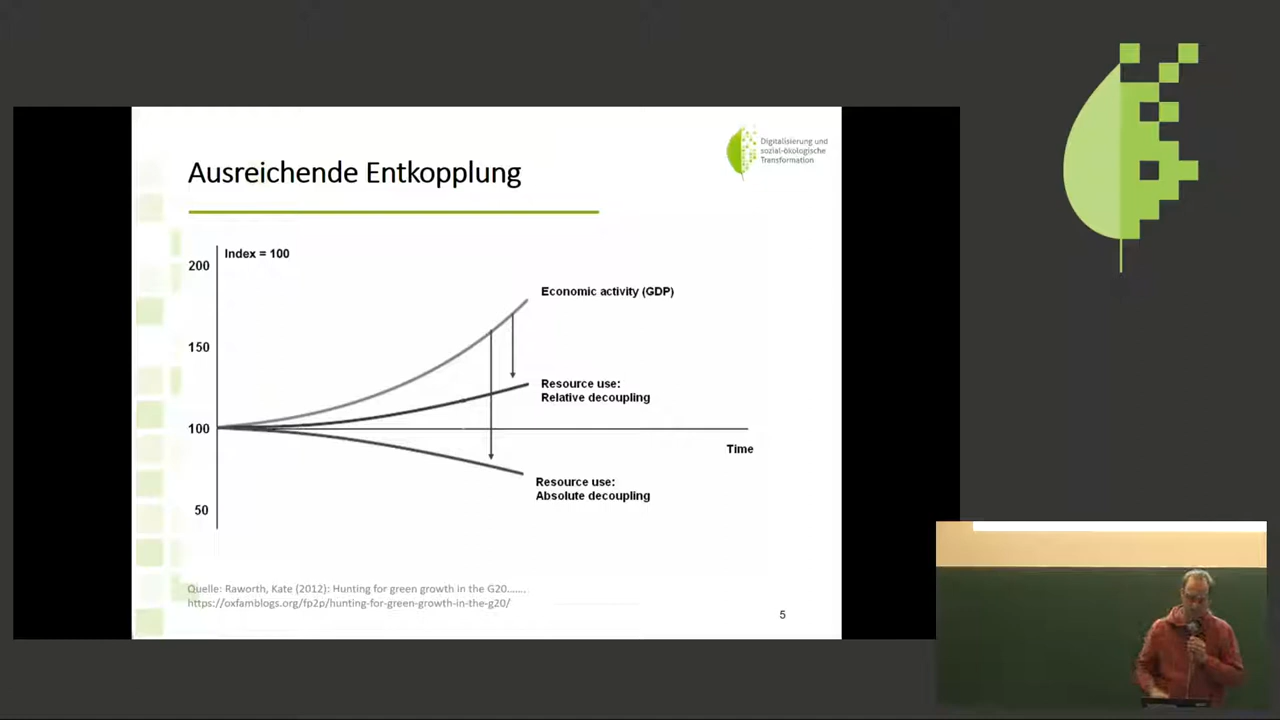 Ausreichende Entkopplung
Digitalisierung und
sozial-ökologische
Transformation
Index = 100
200
150
100
50
Economic activity (GDP)
Resource use:
Relative decoupling
Time
Resource use:
Absolute decoupling
Quelle: Raworth, Kate (2012): Hunting for green growth in the G20.......
https://oxfamblogs.org/fp2p/hunting-for-green-growth-in-the-g20/
5